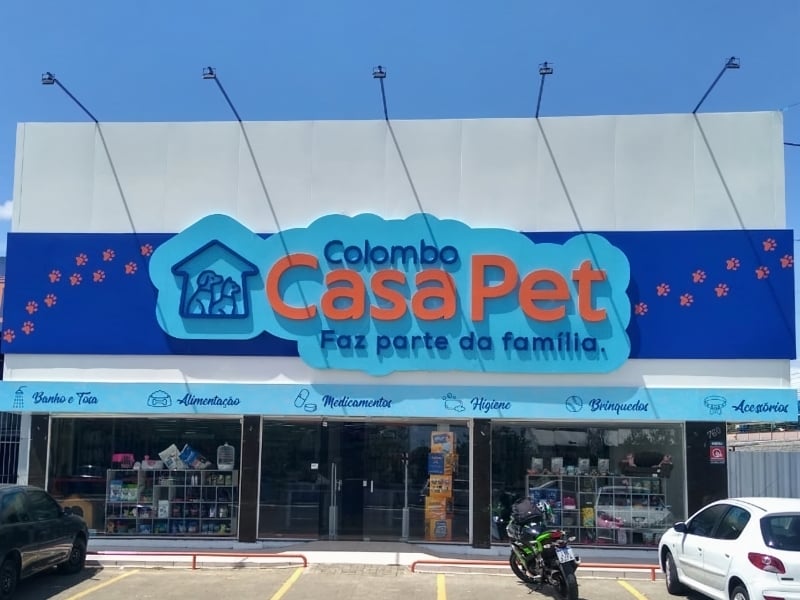 Colombo
Casa Pet
Faz parte da família.
Banho e Tosa
Alimentação
Medicamentos
Higiene
Brinquedos
Acessórios